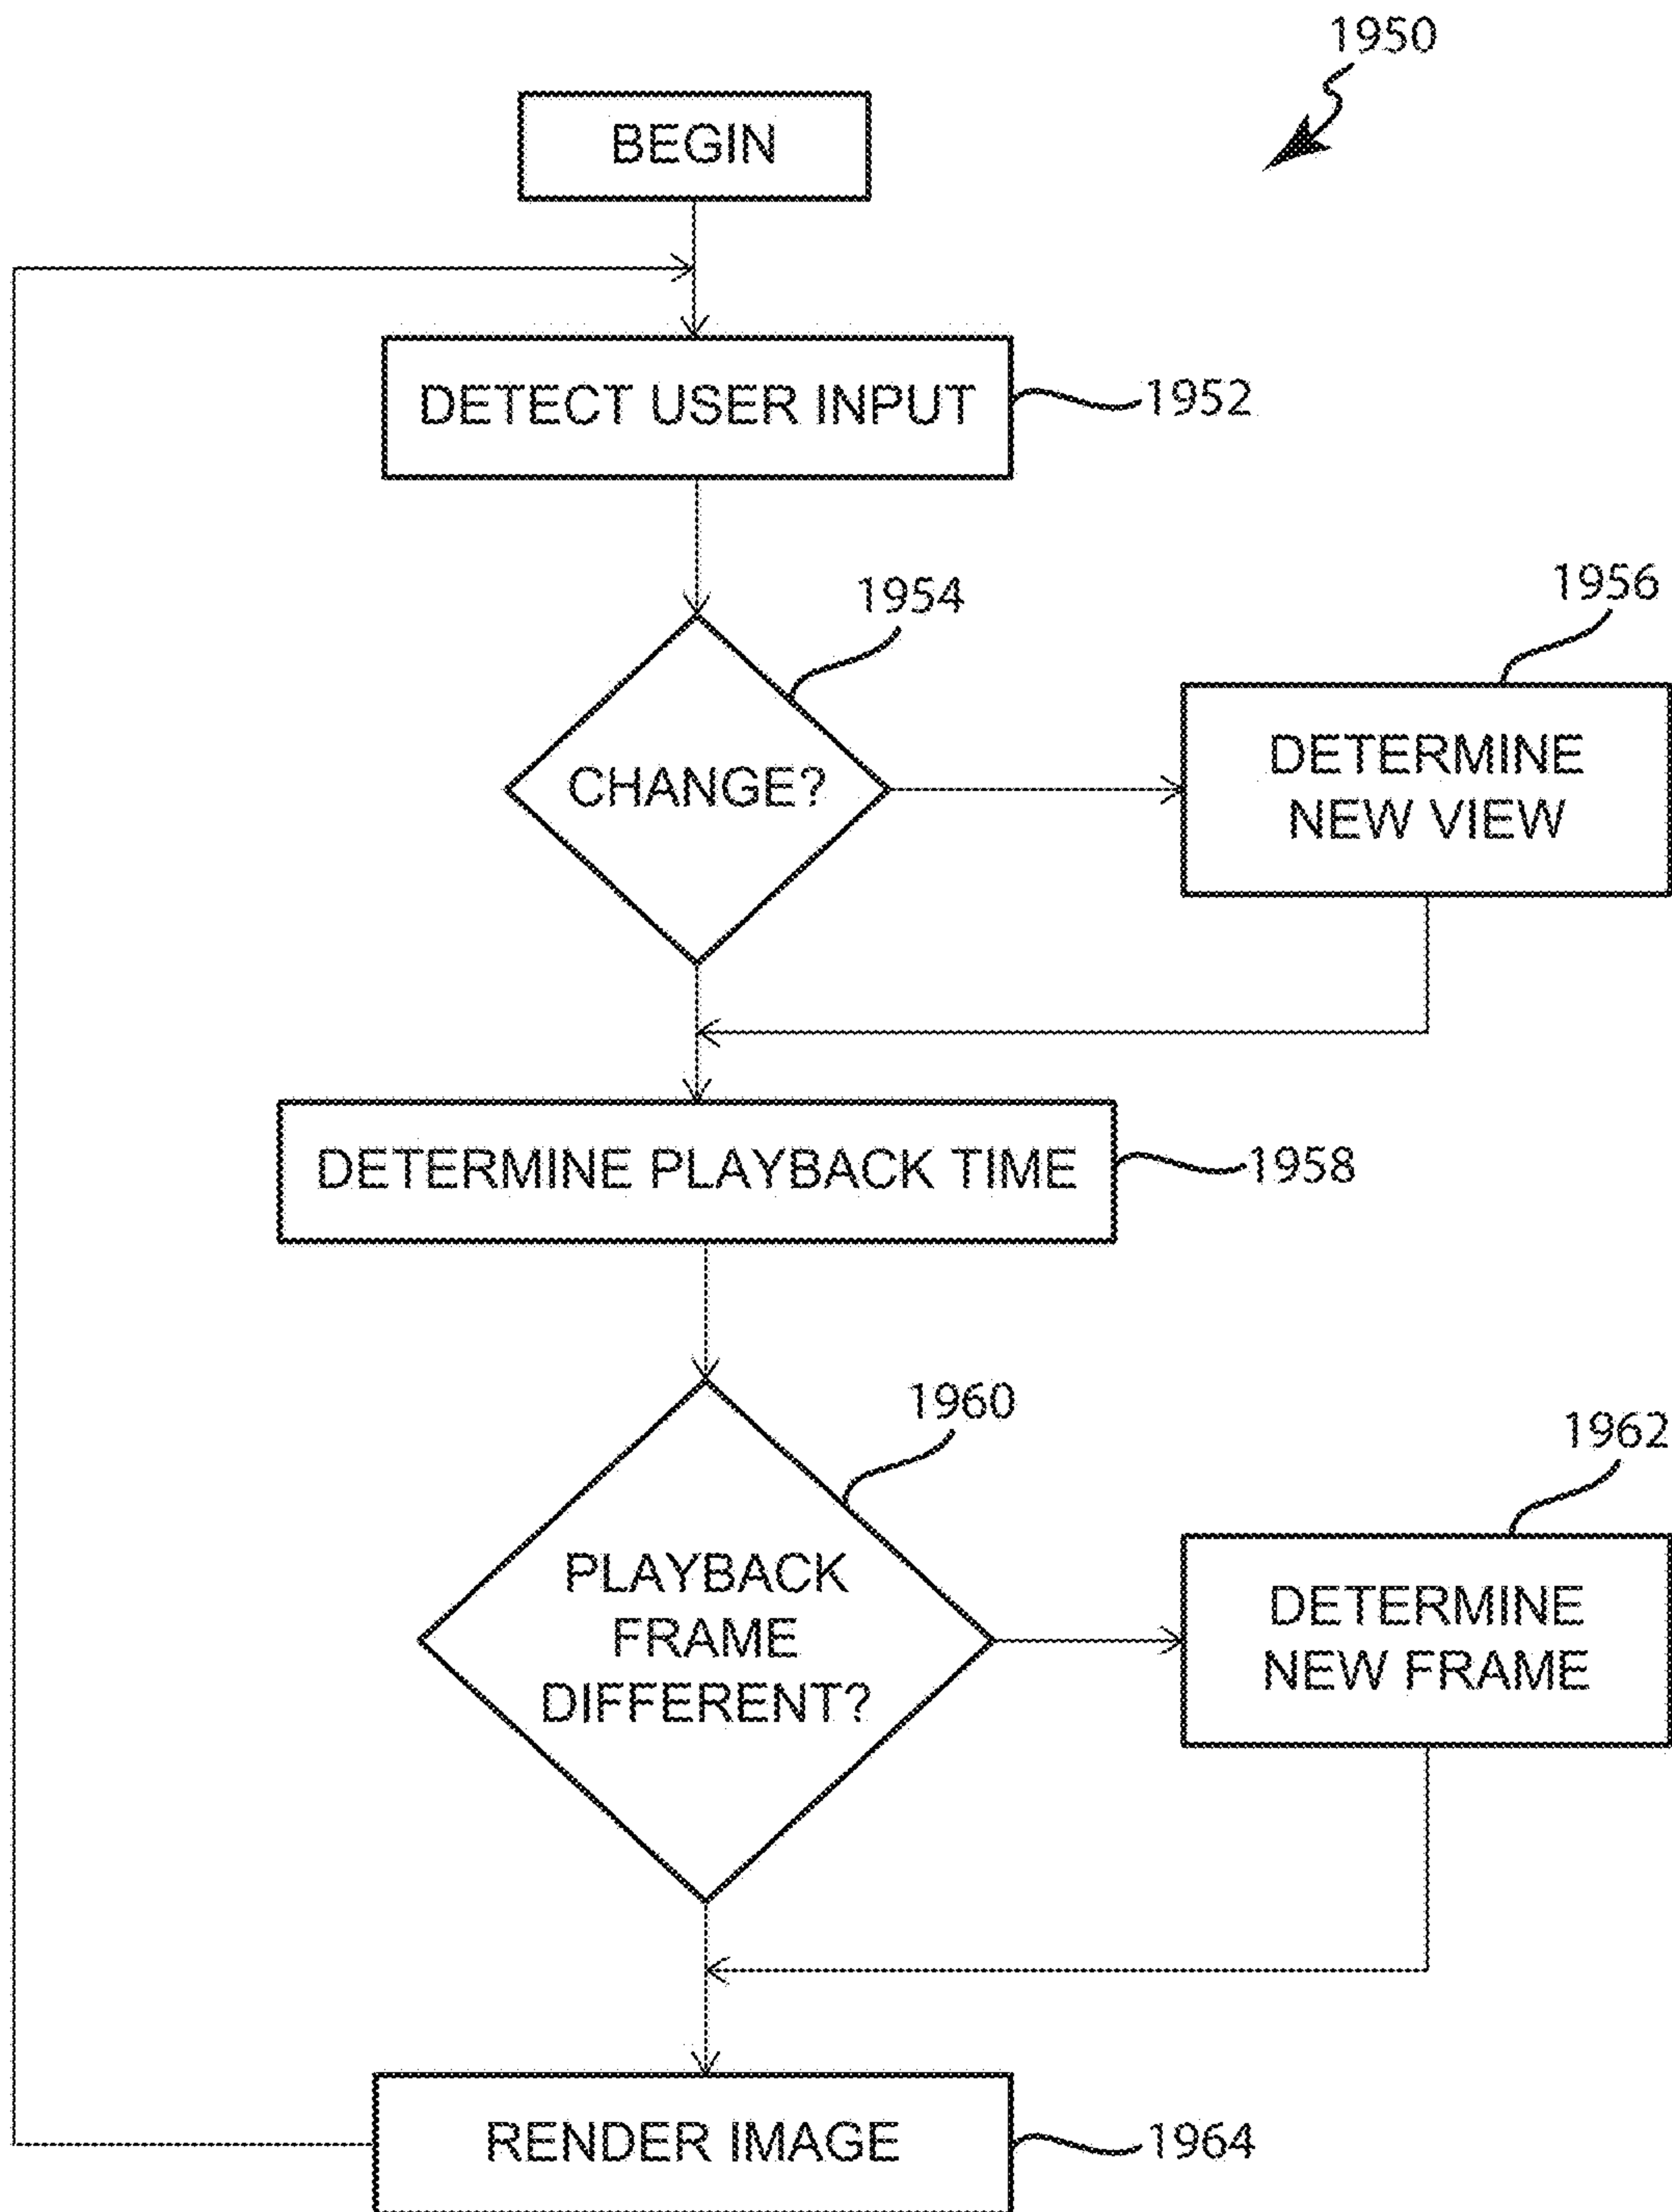 1950
BEGIN
DETECT USER INPUT
1952
1954
CHANGE?
1956
DETERMINE
NEW VIEW
DETERMINE PLAYBACK TIME
1958
1960
PLAYBACK
FRAME
DIFFERENT?
1962
DETERMINE
NEW FRAME
RENDER IMAGE
1964